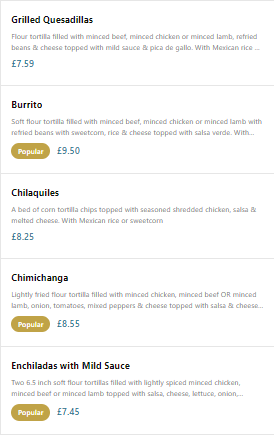 Grilled Quesadillas
Flour tortilla filled with minced beef, minced chicken or minced lamb, refried
beans & cheese topped with mild sauce & pica de gallo. With Mexican rice ...
£7.59
Burrito
Soft flour tortilla filled with minced beef, minced chicken or minced lamb with
refried beans with sweetcorn, rice & cheese topped with salsa verde. With...
Popular £9.50
Chilaquiles
A bed of corn tortilla chips topped with seasoned shredded chicken, salsa &
melted cheese. With Mexican rice or sweetcorn
£8.25
Chimichanga
Lightly fried flour tortilla filled with minced chicken, minced beef OR minced
lamb, onion, tomatoes, mixed peppers & cheese topped with salsa & cheese...
Popular £8.55
Enchiladas with Mild Sauce
Two 6.5 inch soft flour tortillas filled with lightly spiced minced chicken,
minced beef or minced lamb topped with salsa, cheese, lettuce, onion,...
Popular £7.45